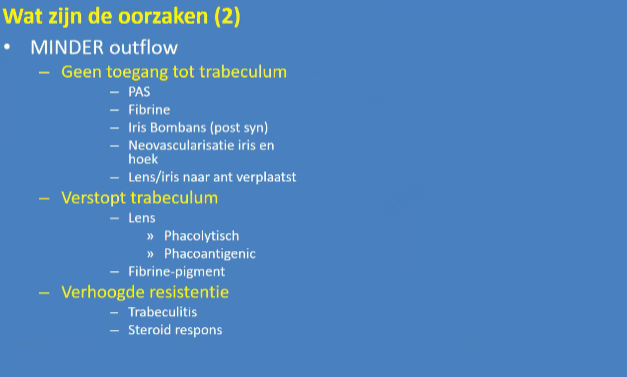 Wat zijn de oorzaken (2)
• MINDER outflow
– Geen toegang tot trabeculum
– PAS
– Fibrine
– Iris Bombans (post syn)
– Neovascularisatie iris en
hoek
– Lens/iris naar ant verplaatst
– Verstopt trabeculum
– Lens
» Phacolytisch
» Phacoantigenic
– Fibrine-pigment
– Verhoogde resistentie
– Trabeculitis
– Steroid respons